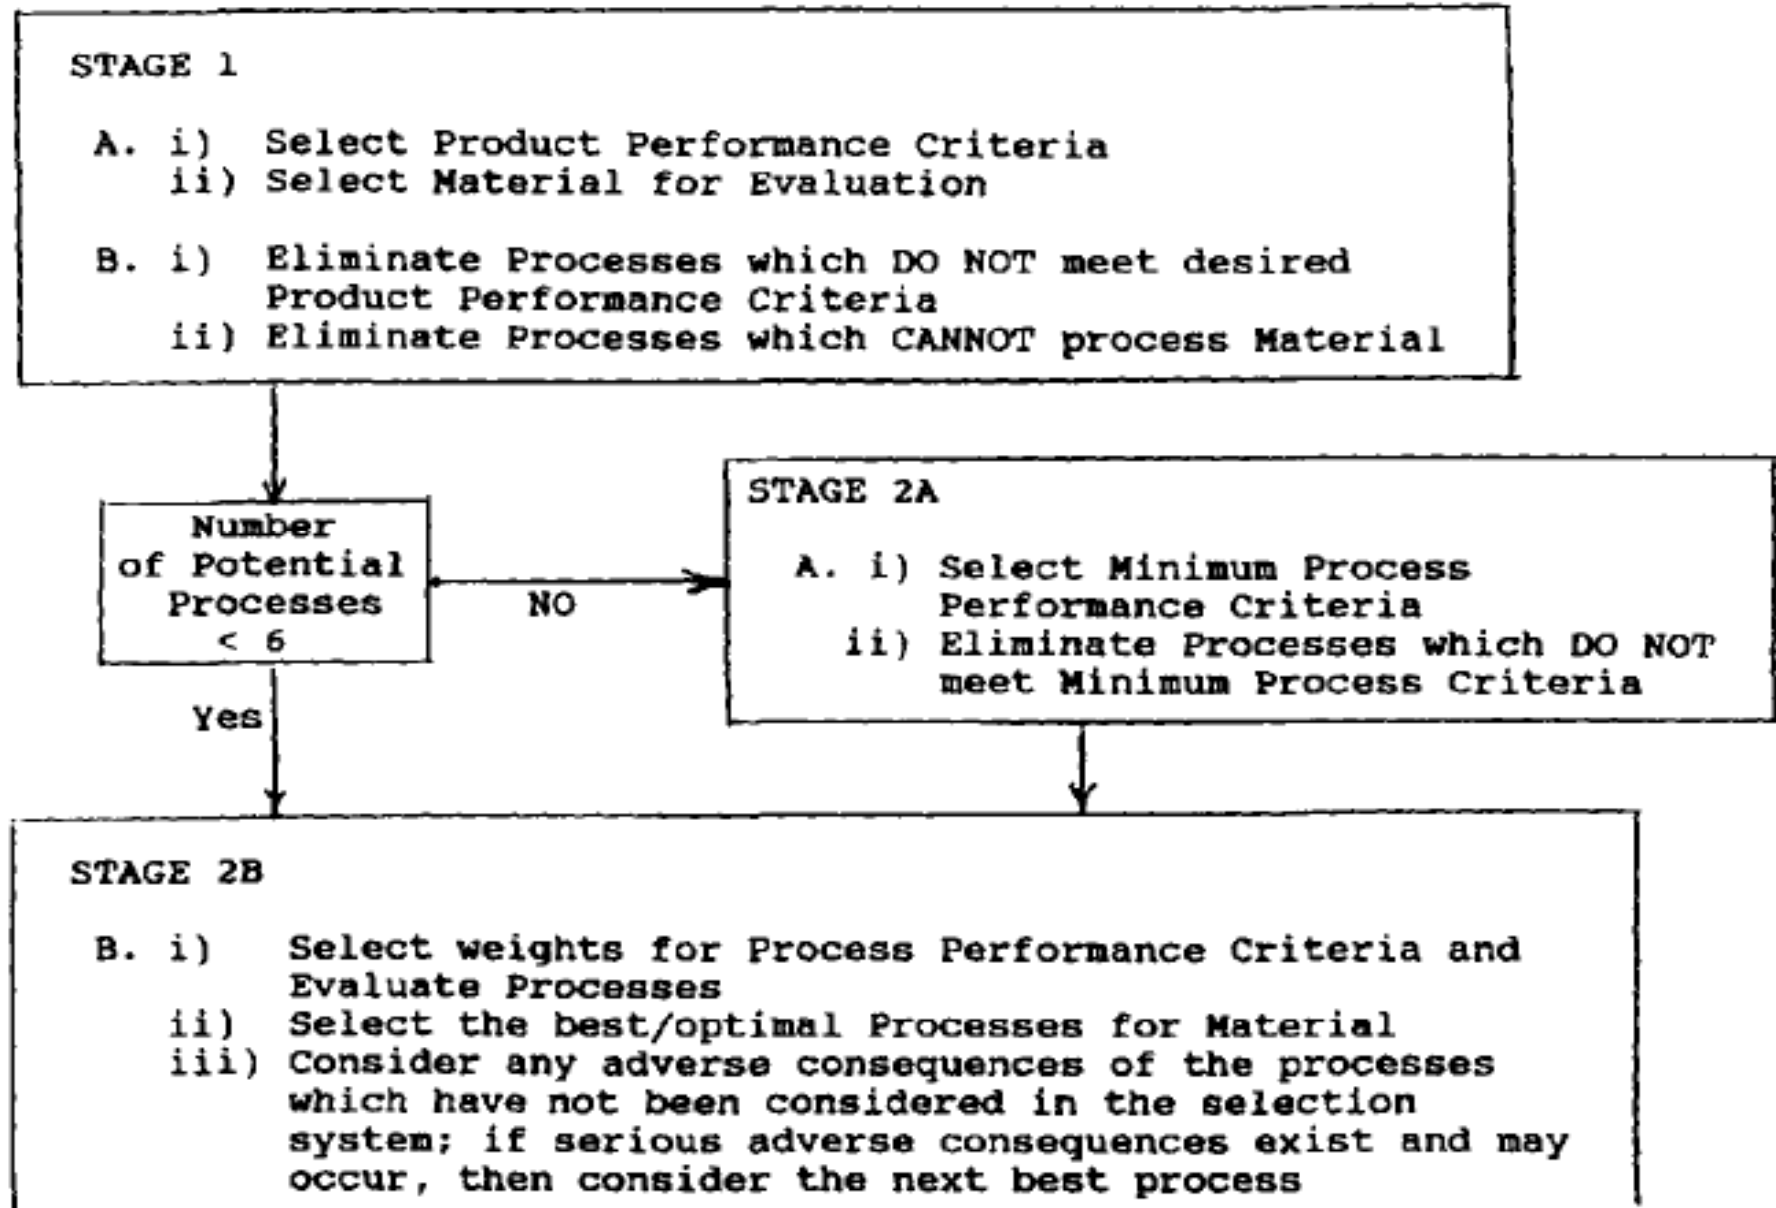 STAGE 1
A. i) Select Product Performance Criteria
ii) Select Material for Evaluation
B. i) Eliminate Processes which DO NOT meet desired
Product Performance Criteria
ii) Eliminate Processes which CANNOT process Material
Number
of Potential
Processes
< 6
NO
Yes
STAGE 2A
A. i) Select Minimum Process
Performance Criteria
ii) Eliminate Processes which DO NOT
meet Minimum Process Criteria
STAGE 2B
B. i) Select weights for Process Performance Criteria and
Evaluate Processes
ii) Select the best/optimal Processes for Material
iii) Consider any adverse consequences of the processes
which have not been considered in the selection
system; if serious adverse consequences exist and may
occur, then consider the next best process